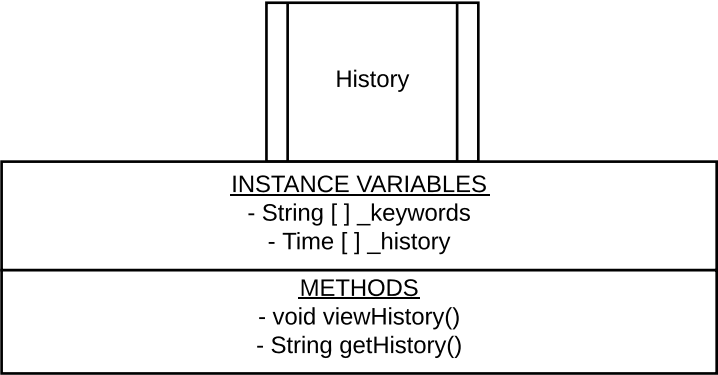 History
INSTANCE VARIABLES
- String [ ] _keywords
- Time [ ] _history
METHODS
- void viewHistory()
- String getHistory()